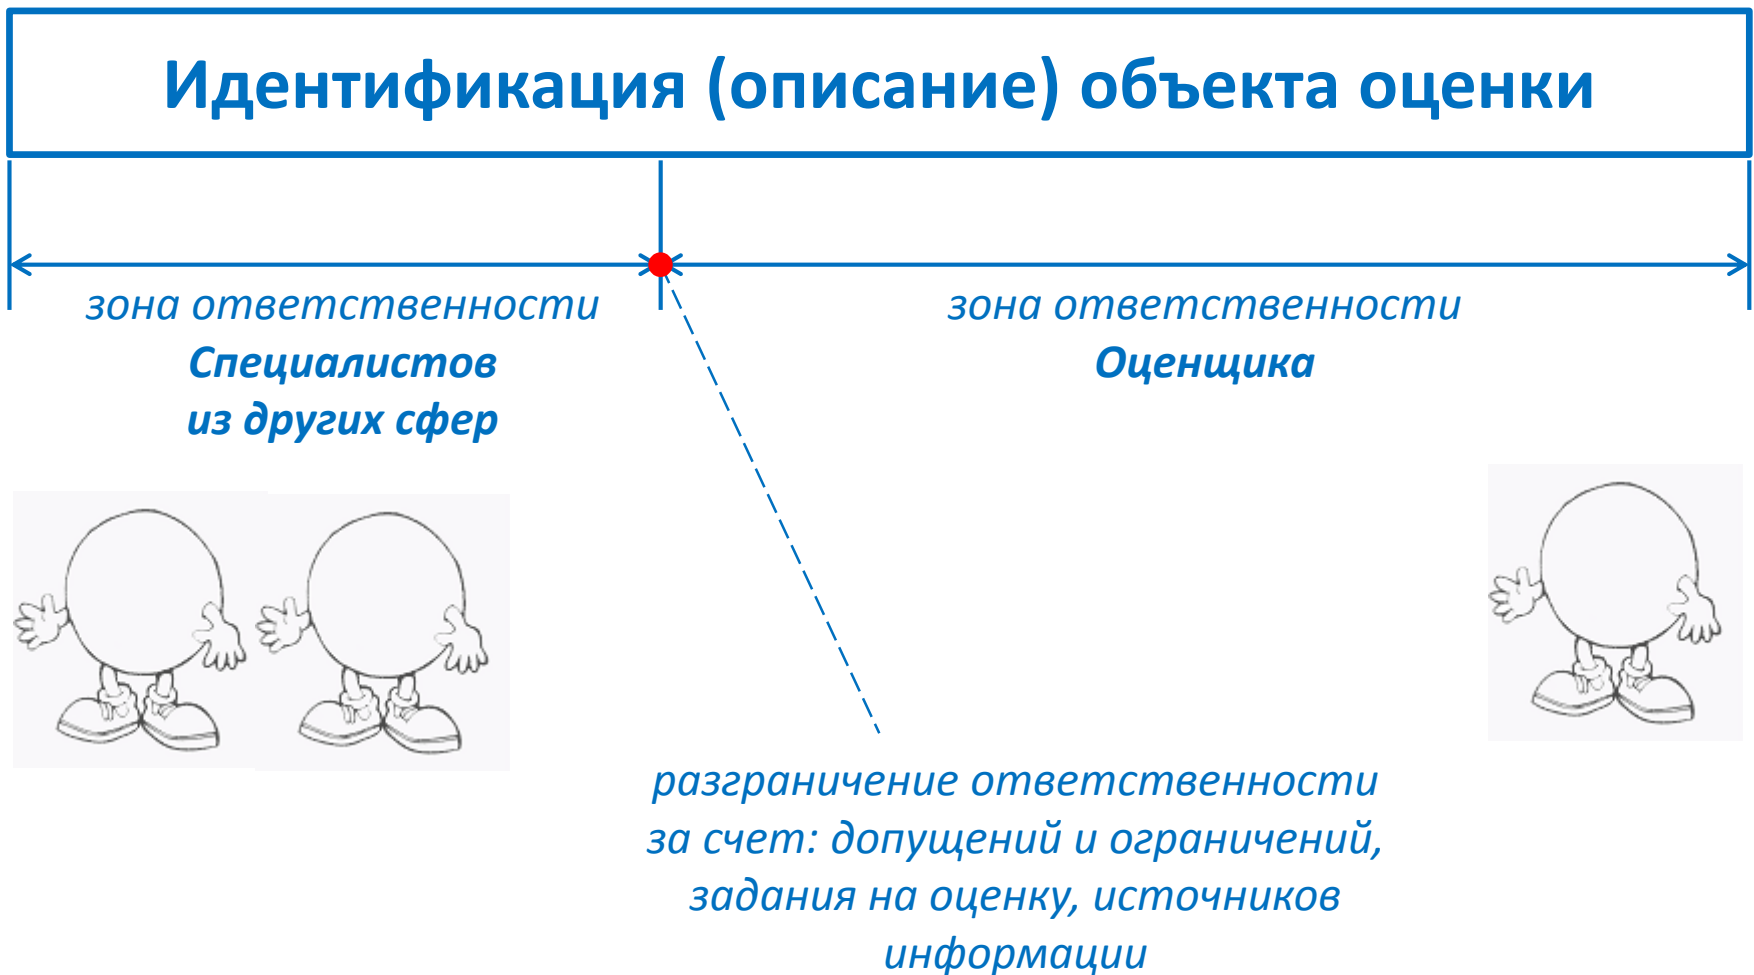 Идентификация (описание) объекта оценки
зона ответственности
Специалистов
из других сфер
зона ответственности
Оценщика
разграничение ответственности
за счет: допущений и ограничений,
задания на оценку, источников
информации